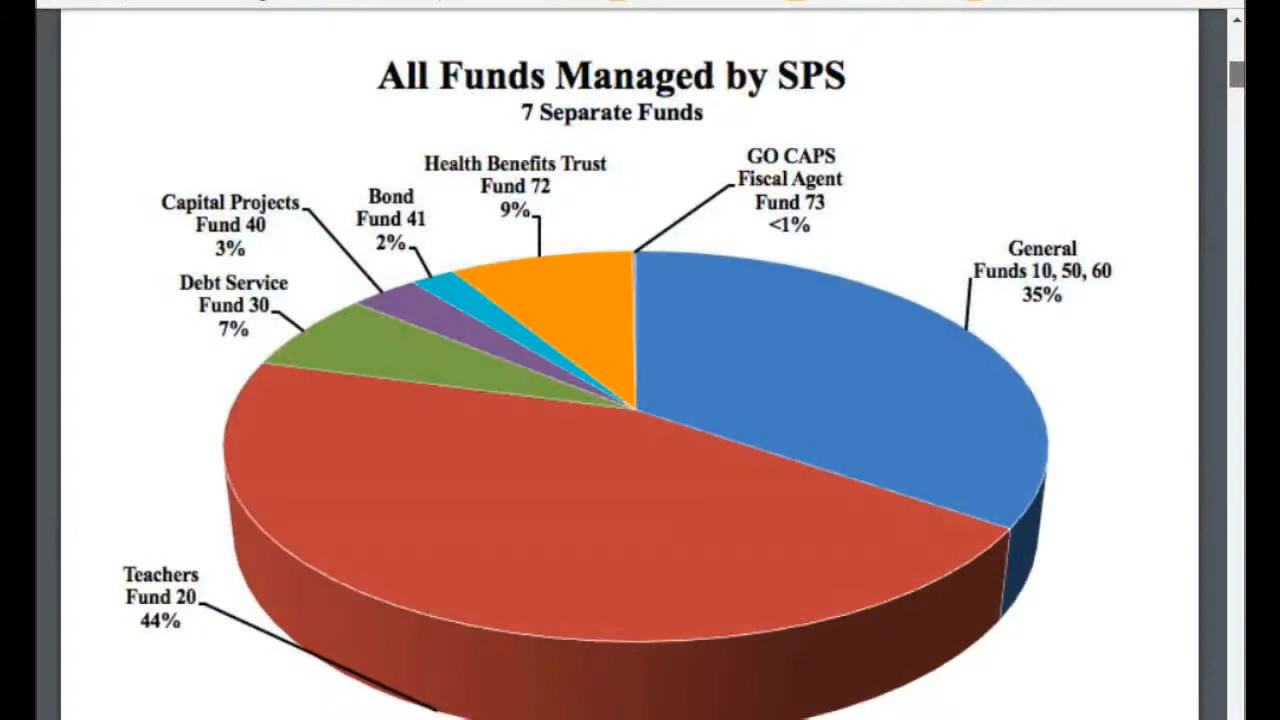 All Funds Managed by SPS
7 Separate Funds
GO CAPS
Fiscal Agent
Fund 73
<1%
Health Benefits Trust
Fund 72
9%
Bond
Fund 41
2%
Capital Projects
Fund 40
3%
General
Funds 10, 50, 60
35%
Debt Service
Fund 30
7%
Teachers
Fund 20
44%